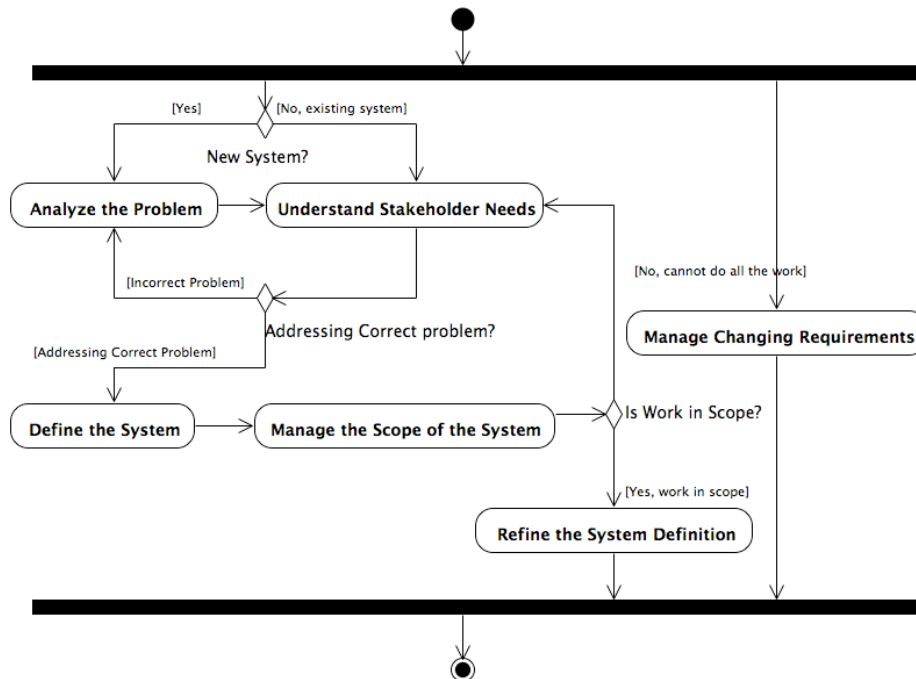 [Yes]
[No, existing system]
New System?
Analyze the Problem
Understand Stakeholder Needs
[No, cannot do all the work]
[Incorrect Problem]
Addressing Correct problem?
Manage Changing Requirements
[Addressing Correct Problem]
Define the System
Manage the Scope of the System
Is Work in Scope?
[Yes, work in scope]
Refine the System Definition